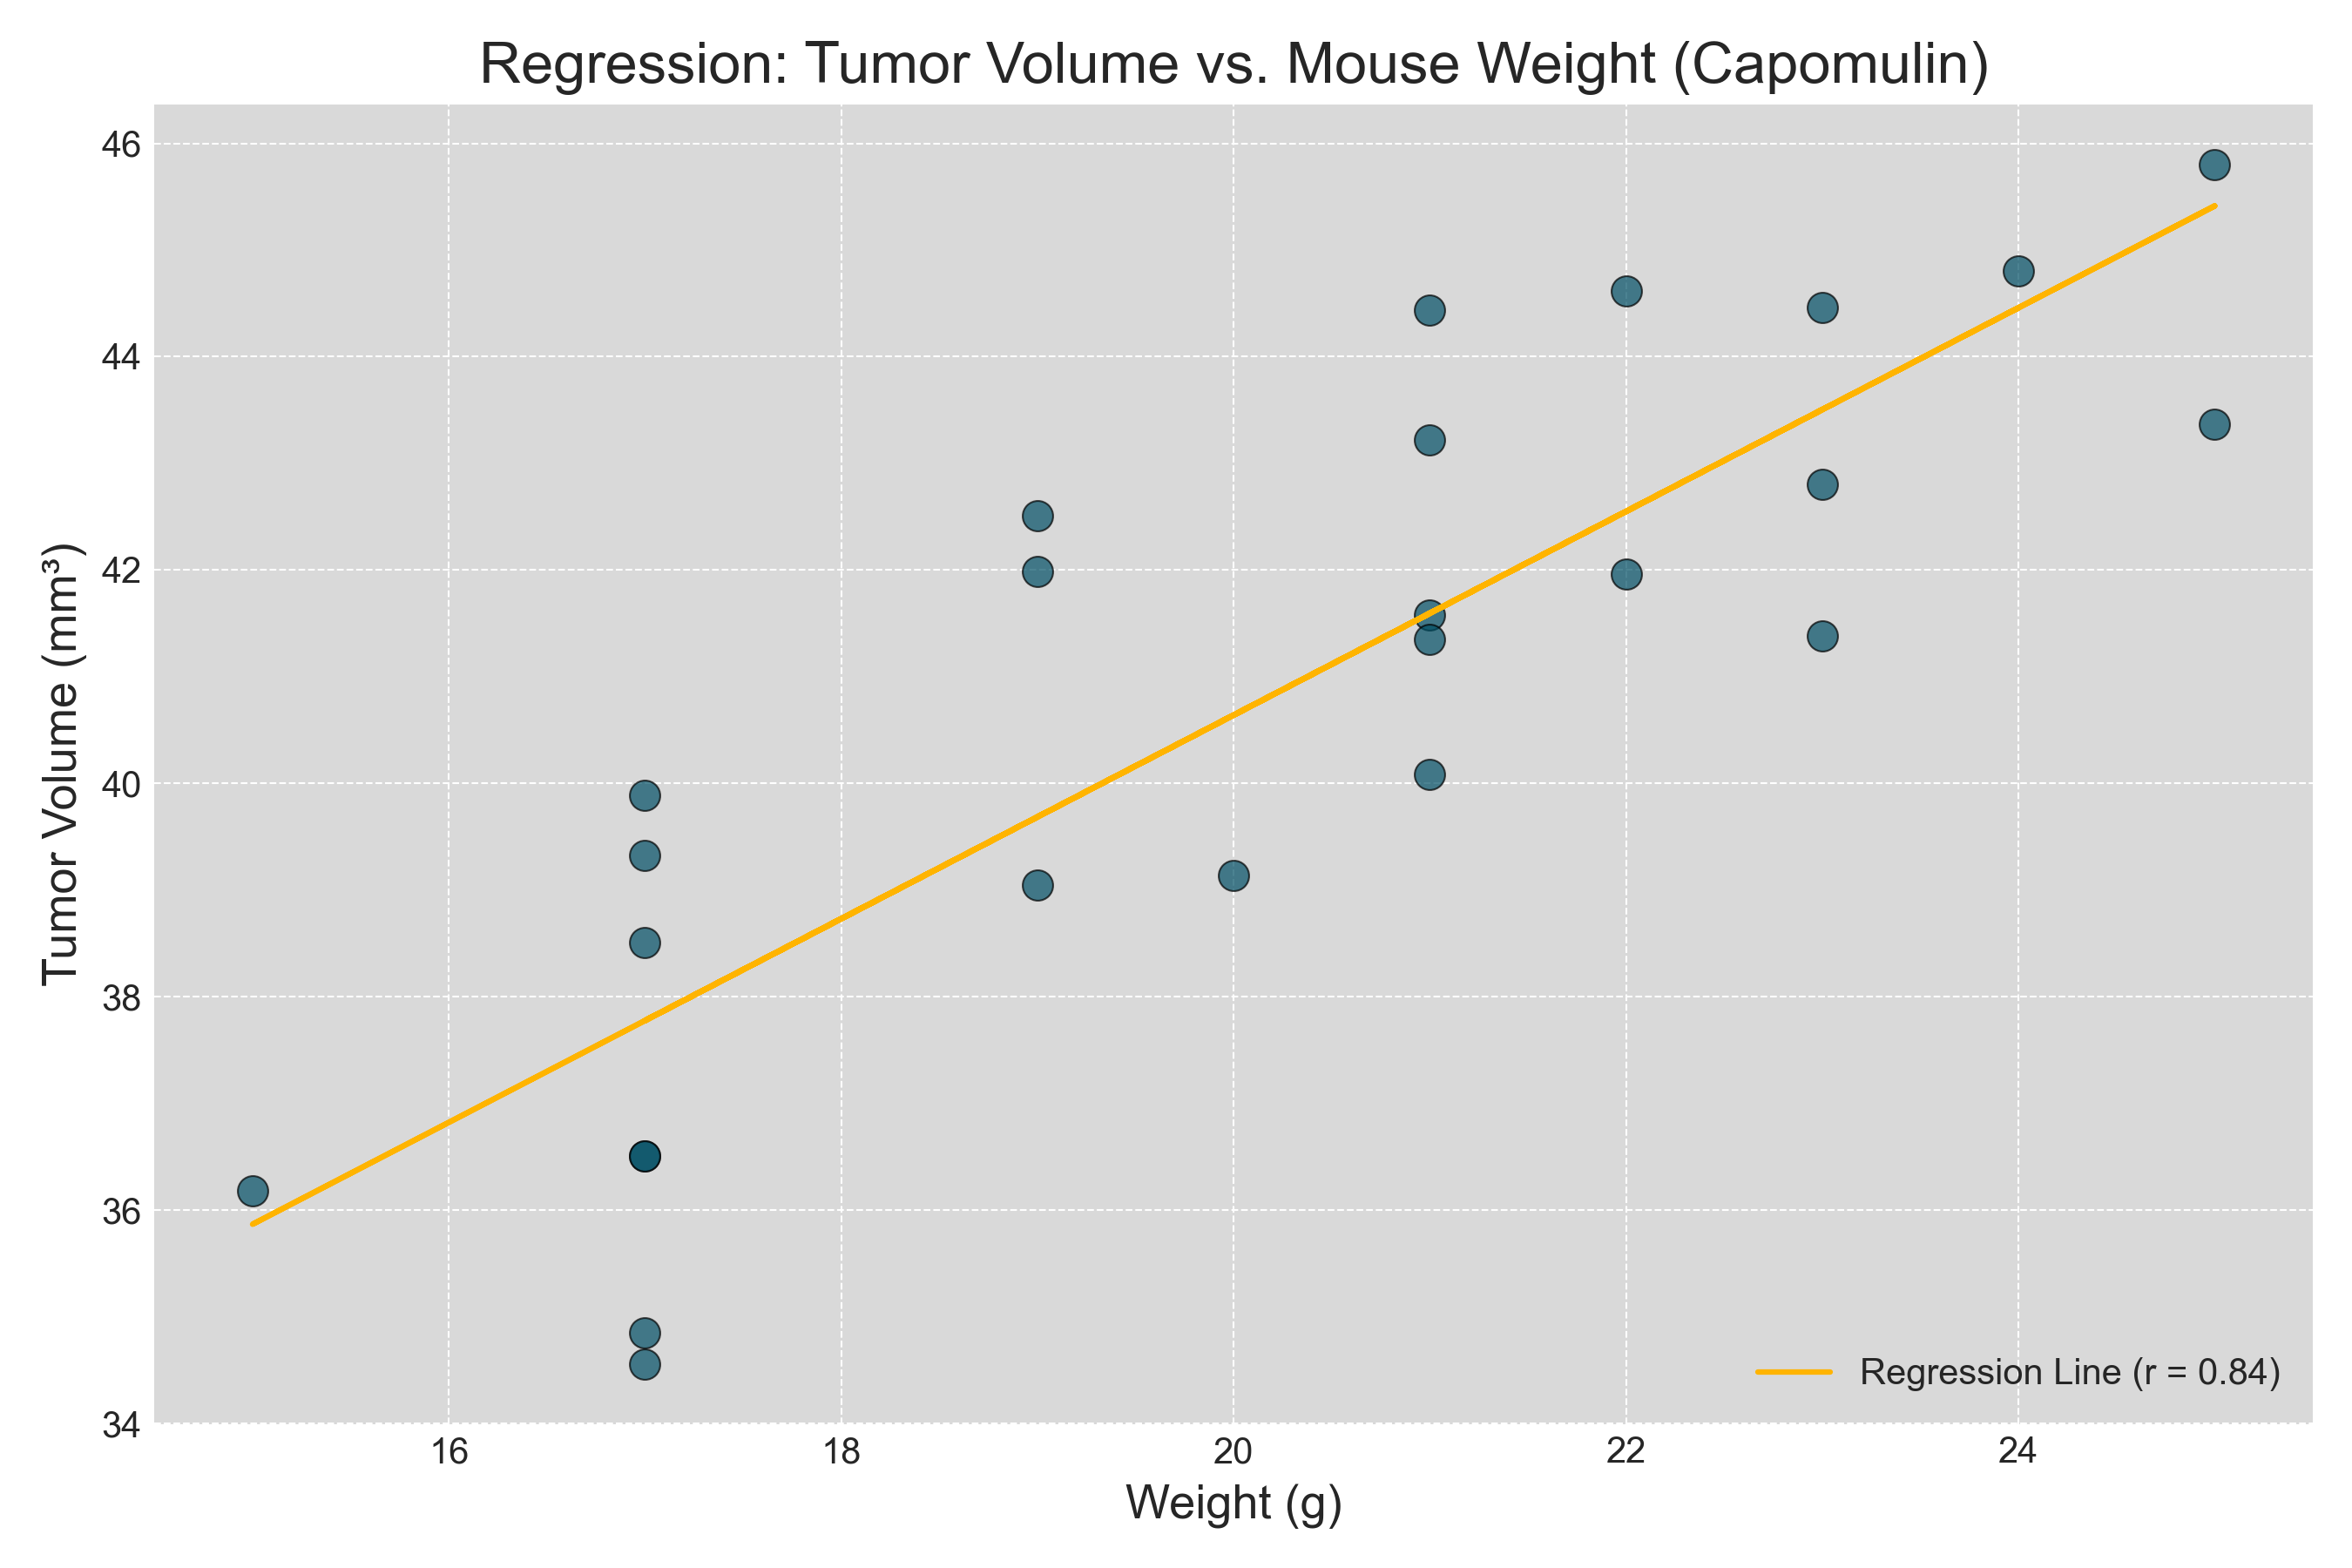 Regression: Tumor Volume vs. Mouse Weight (Capomulin)
46
44
42
40
38
36
34
Tumor Volume (mm³)
16 18 20 22 24
Weight (g)
Regression Line (r = 0.84)